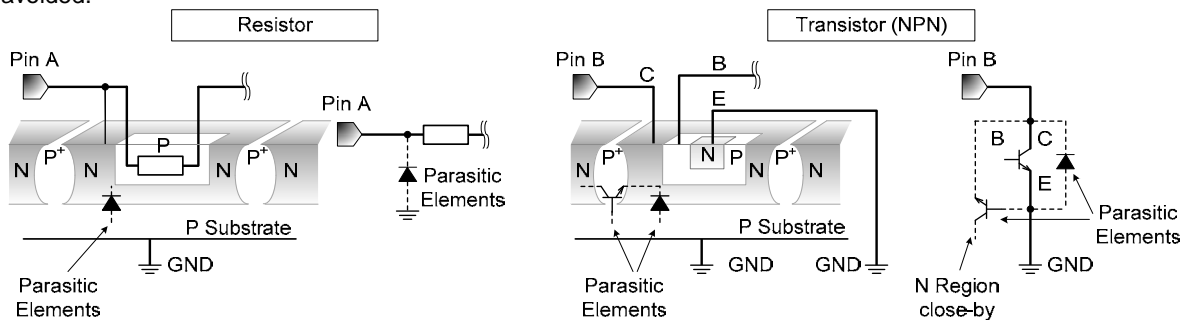 avoided.
Resistor
Transistor (NPN)
Pin A
Pin A
P
N
P+
N
N
P+
N
Parasitic
Elements
P Substrate
GND
Parasitic
Elements
Pin B
C
B
E
Pin B
N
P+
N
N
P
N
P+
N
B
C
E
P Substrate
GND
GND
Parasitic
Elements
Parasitic
Elements
GND
N Region
close-by